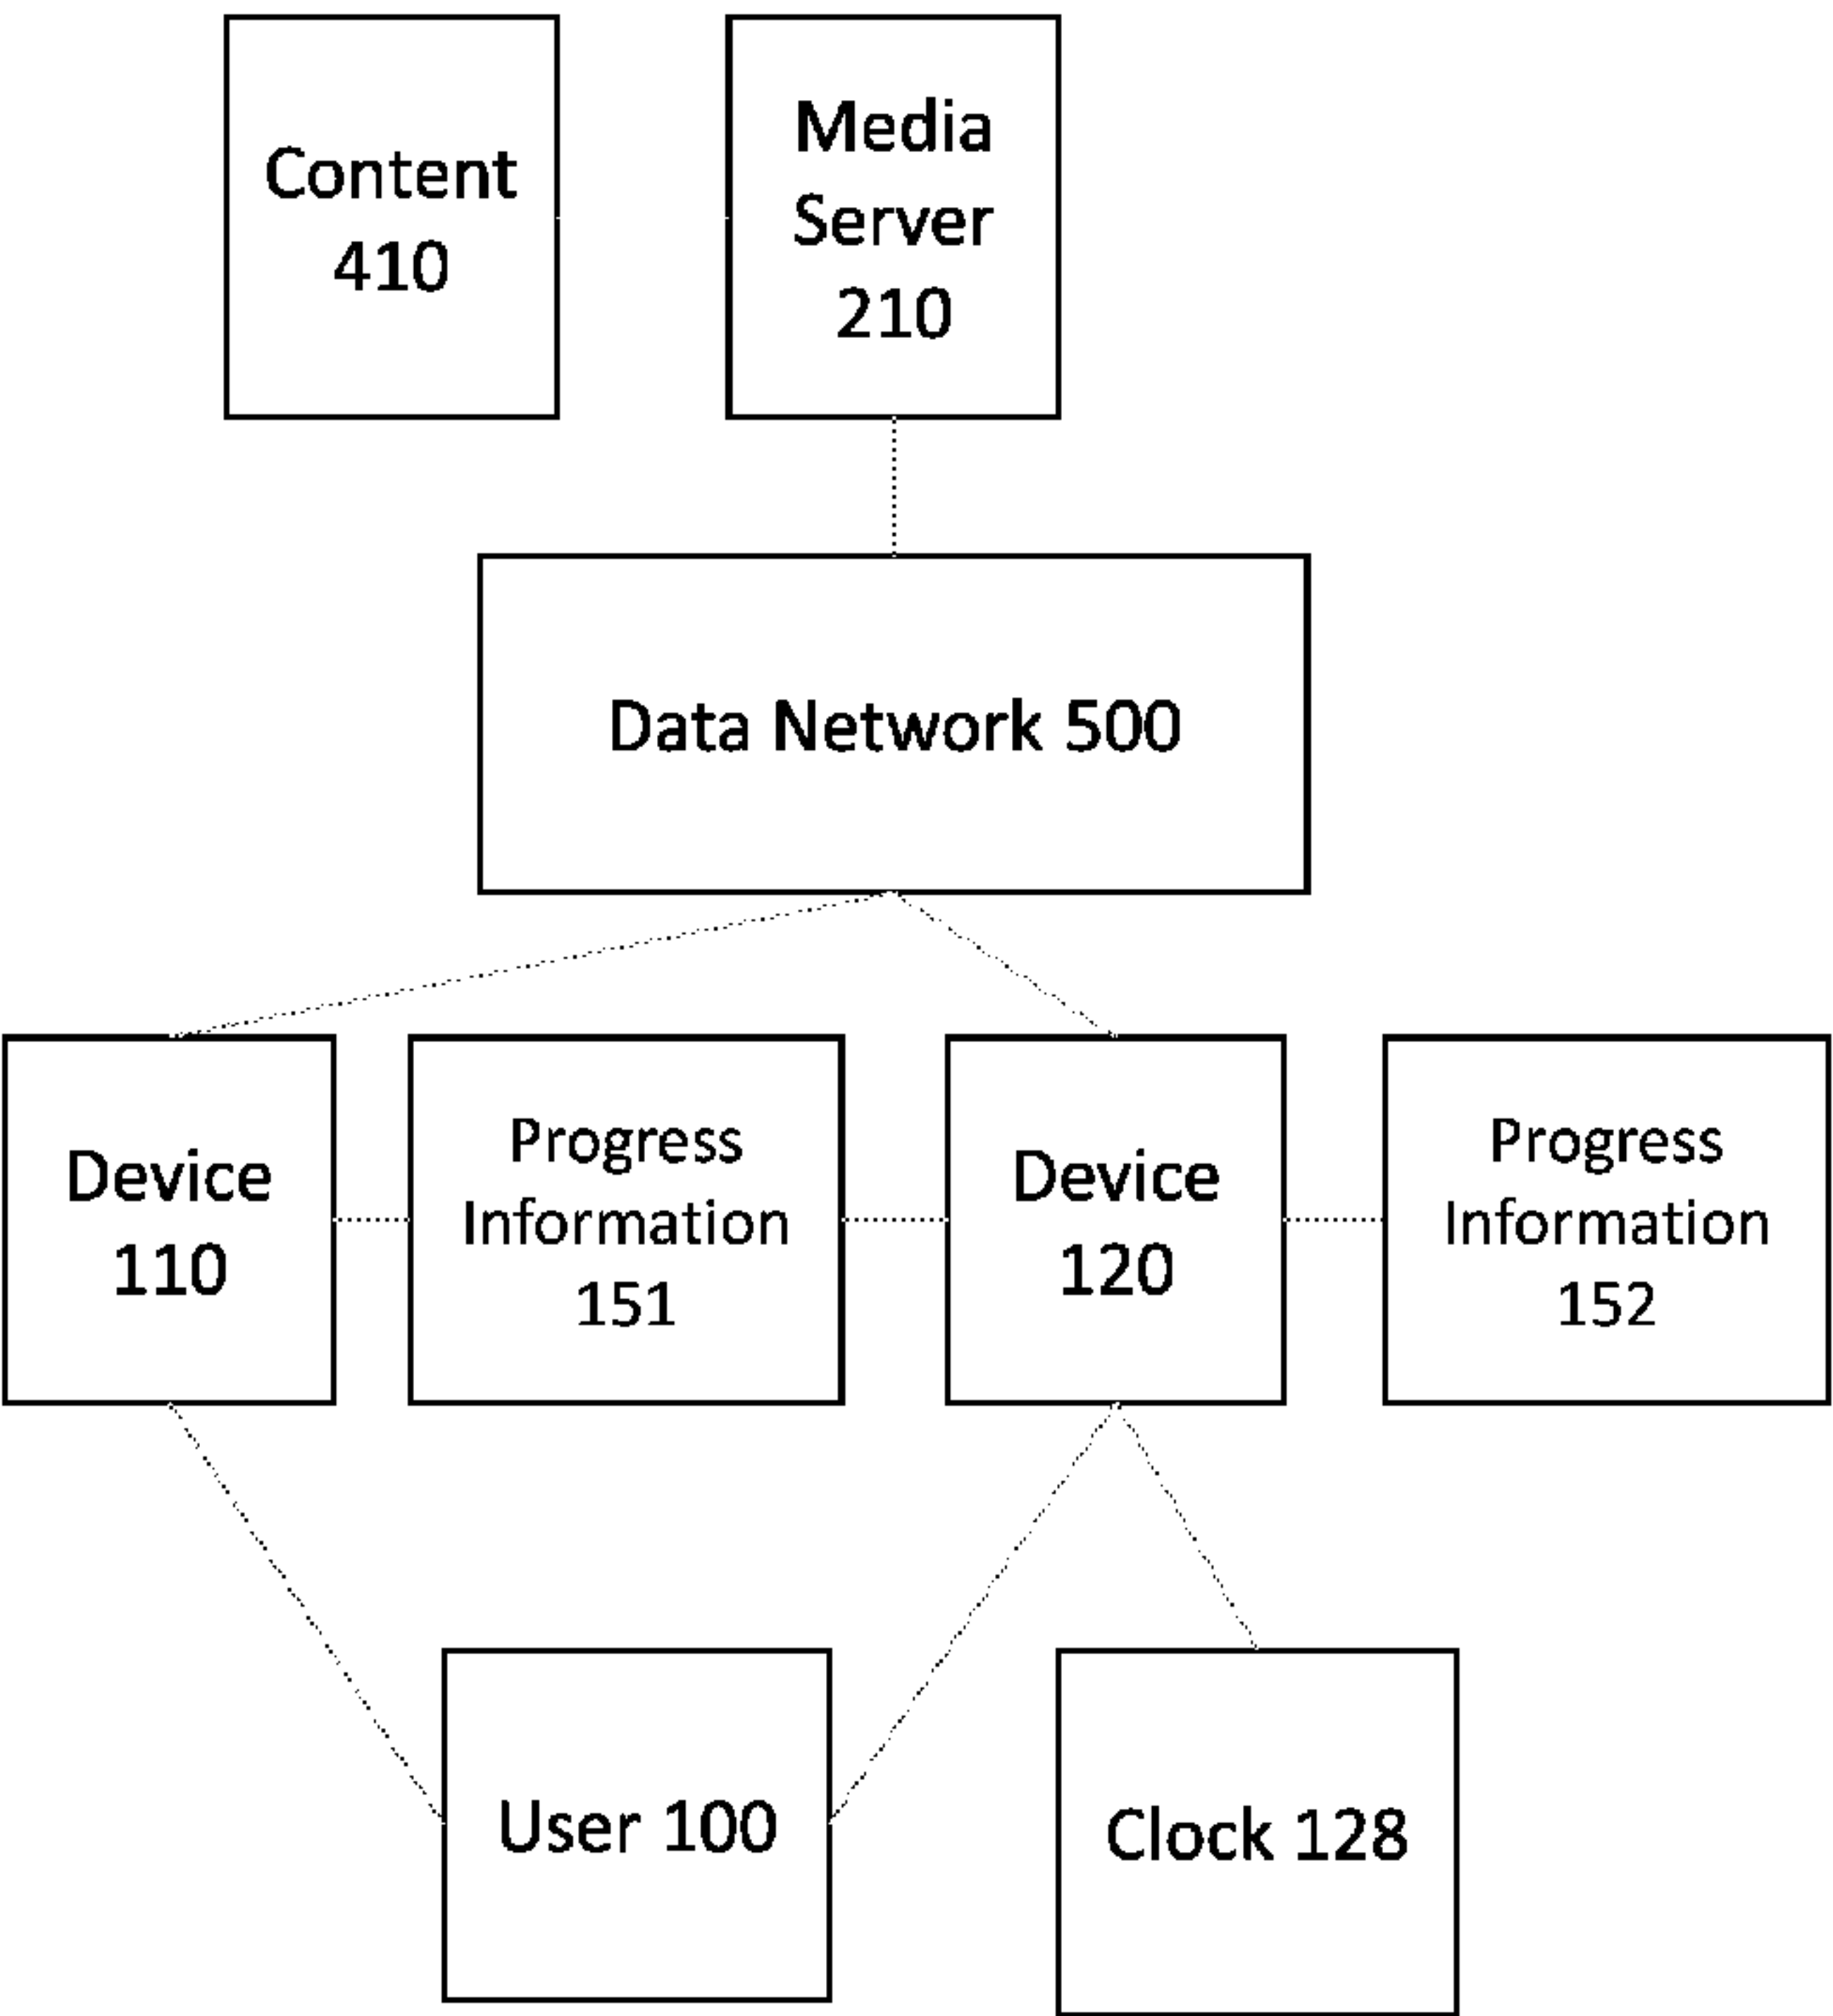 Content
410
Media
Server
210
Data Network 500
Device
110
Progress
Information
151
Device
120
Progress
Information
152
User 100
Clock 128